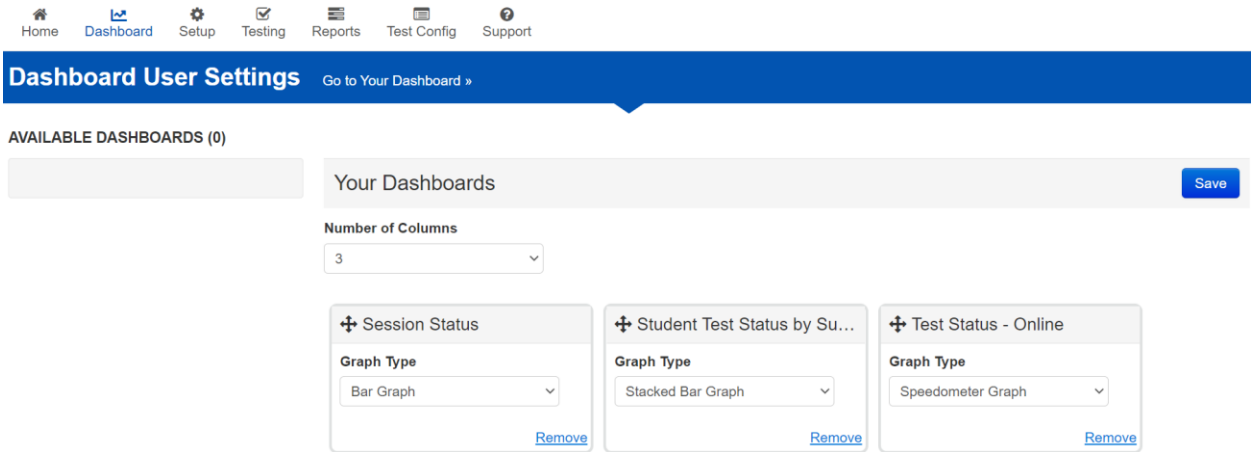 Home Dashboard Setup Testing Reports Test Config Support
Dashboard User Settings Go to Your Dashboard »
AVAILABLE DASHBOARDS (0)
Your Dashboards Save
Number of Columns
3
Session Status Student Test Status by Su... Test Status - Online
Graph Type Graph Type Graph Type
Bar Graph Stacked Bar Graph Speedometer Graph
Remove Remove Remove